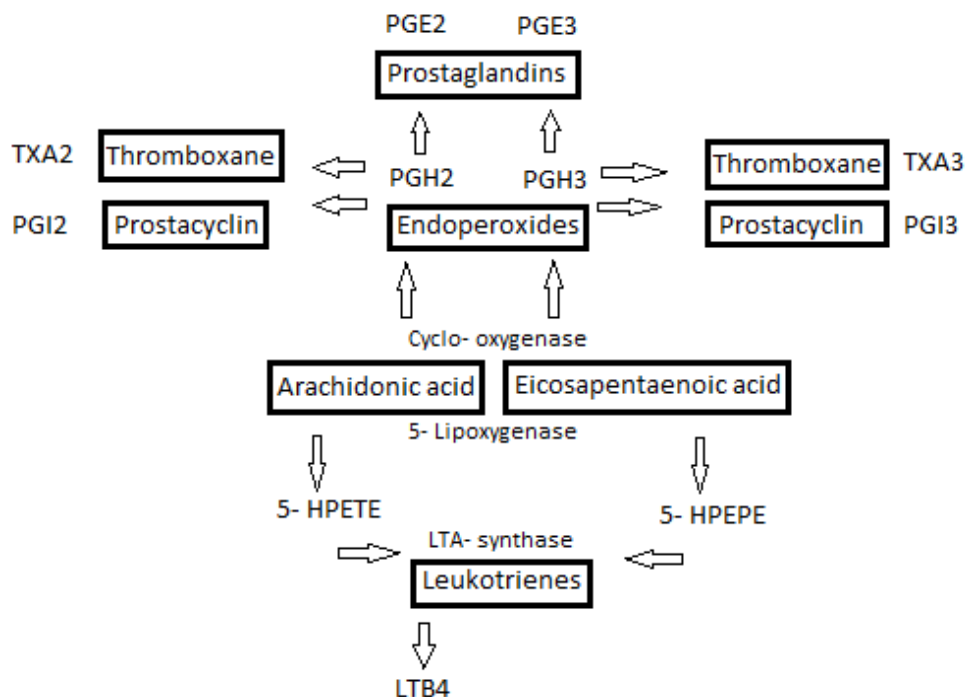 PGE2 PGE3
Prostaglandins
TXA2 Thromboxane PGH2 PGH3 Thromboxane TXA3
PGI2 Prostacyclin Endoperoxides Prostacyclin PGI3
Cyclo- oxygenase
Arachidonic acid Eicosapentaenoic acid
5- Lipoxygenase
5- HPETE 5- HPEPE
LTA- synthase
Leukotrienes
LTB4